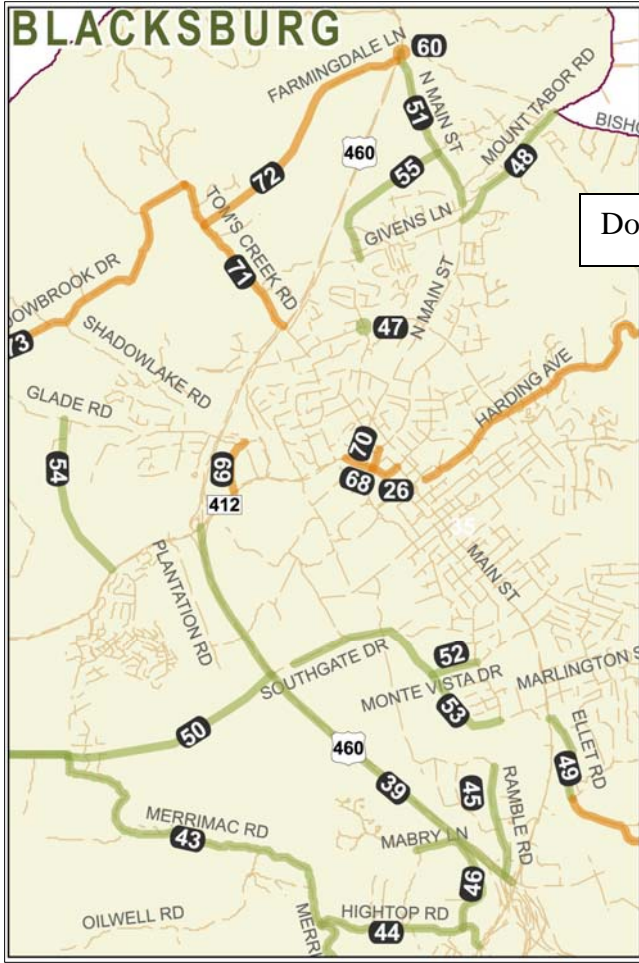 BLACKSBURG
FARMINGDALE LN
60
N MAIN ST
51
MOUNT TABOR RD
BISHO
460
55
48
72
GIVENS LN
Do
TOM'S CREEK RD
71
DOWBROOK DR
73
SHADOWLAKE RD
47
N MAIN ST
GLADE RD
HARDING AVE
54
69
70
68
26
412
35
MAIN ST
PLANTATION RD
SOUTHGATE DR
52
MONTE VISTA DR
MARLINGTON S
53
50
460
ELLET RD
49
39
45
RAMBLE RD
MERRIMAC RD
43
MABRY LN
46
OILWELL RD
MERRI
HIGHTOP RD
44